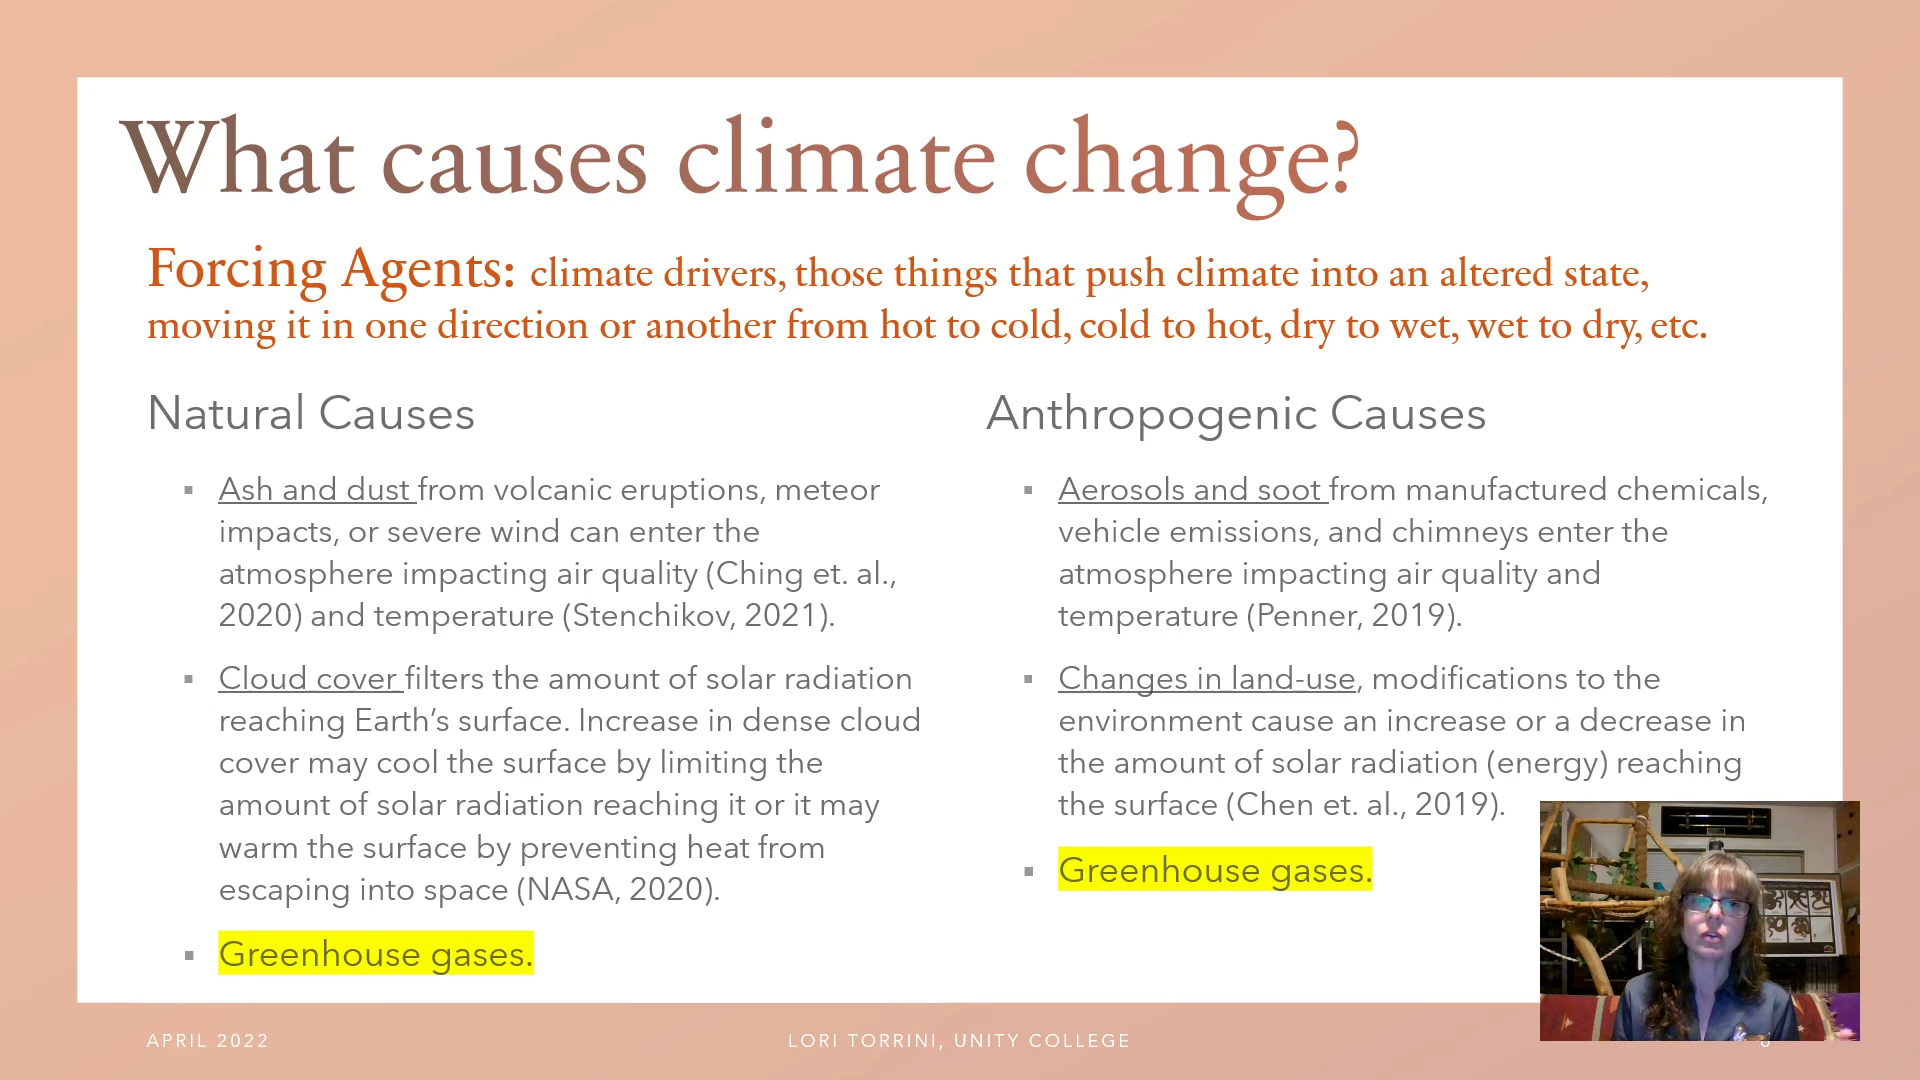 What causes climate change?
Forcing Agents: climate drivers, those things that push climate into an altered state,
moving it in one direction or another from hot to cold, cold to hot, dry to wet, wet to dry, etc.
Natural Causes
▪ Ash and dust from volcanic eruptions, meteor
impacts, or severe wind can enter the
atmosphere impacting air quality (Ching et. al.,
2020) and temperature (Stenchikov, 2021).
▪ Cloud cover filters the amount of solar radiation
reaching Earth’s surface. Increase in dense cloud
cover may cool the surface by limiting the
amount of solar radiation reaching it or it may
warm the surface by preventing heat from
escaping into space (NASA, 2020).
▪ Greenhouse gases.
Anthropogenic Causes
▪ Aerosols and soot from manufactured chemicals,
vehicle emissions, and chimneys enter the
atmosphere impacting air quality and
temperature (Penner, 2019).
▪ Changes in land-use, modifications to the
environment cause an increase or a decrease in
the amount of solar radiation (energy) reaching
the surface (Chen et. al., 2019).
▪ Greenhouse gases.
APRIL 2022
LORI TORRINI, UNITY COLLEGE